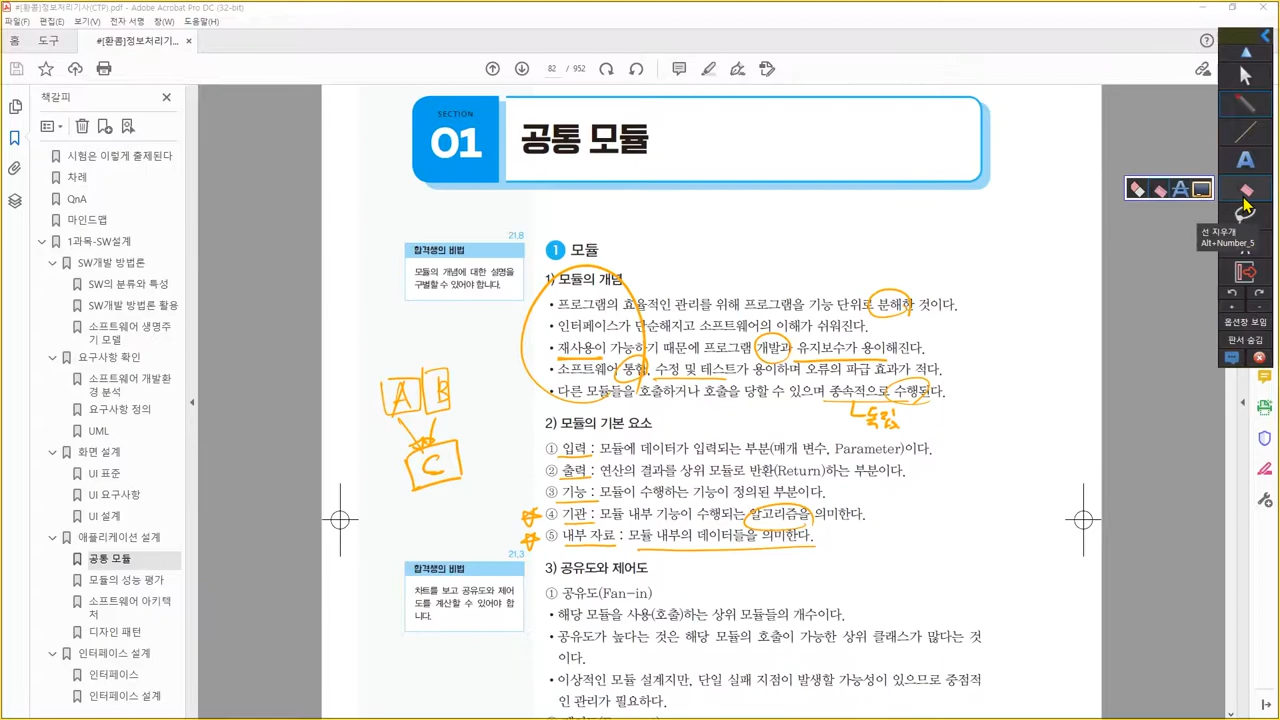 #[환콩]정보처리기사(CTP).pdf - Adobe Acrobat Pro DC (32-bit)
파일(F) 편집(E) 보기(V) 전자 서명 창(W) 도움말(H)
홈 도구 #[환콩]정보처리기... ×
82 / 952
책갈피
시험은 이렇게 출제된다
차례
QnA
마인드맵
1과목-SW설계
SW개발 방법론
SW의 분류와 특성
SW개발 방법론 활용
소프트웨어 생명주
기 모델
요구사항 확인
소프트웨어 개발환
경 분석
요구사항 정의
UML
화면 설계
UI 표준
UI 요구사항
UI 설계
애플리케이션 설계
공통 모듈
모듈의 성능 평가
소프트웨어 아키텍
처
디자인 패턴
인터페이스 설계
인터페이스
인터페이스 설계
SECTION
01
공통 모듈
21.8
합격생의 비법
모듈의 개념에 대한 설명을
구별할 수 있어야 합니다.
1 모듈
1) 모듈의 개념
• 프로그램의 효율적인 관리를 위해 프로그램을 기능 단위로 분해한 것이다.
• 인터페이스가 단순해지고 소프트웨어의 이해가 쉬워진다.
• 재사용이 가능하기 때문에 프로그램 개발과 유지보수가 용이해진다.
• 소프트웨어 통합, 수정 및 테스트가 용이하며 오류의 파급 효과가 적다.
• 다른 모듈들을 호출하거나 호출을 당할 수 있으며 종속적으로 수행된다.
독립
A B
C
2) 모듈의 기본 요소
① 입력 : 모듈에 데이터가 입력되는 부분(매개 변수, Parameter)이다.
② 출력 : 연산의 결과를 상위 모듈로 반환(Return)하는 부분이다.
③ 기능 : 모듈이 수행하는 기능이 정의된 부분이다.
④ 기관 : 모듈 내부 기능이 수행되는 알고리즘을 의미한다.
⑤ 내부 자료 : 모듈 내부의 데이터들을 의미한다.
21.3
합격생의 비법
차트를 보고 공유도와 제어
도를 계산할 수 있어야 합
니다.
3) 공유도와 제어도
① 공유도(Fan-in)
• 해당 모듈을 사용(호출)하는 상위 모듈들의 개수이다.
• 공유도가 높다는 것은 해당 모듈의 호출이 가능한 상위 클래스가 많다는 것
이다.
• 이상적인 모듈 설계지만, 단일 실패 지점이 발생할 가능성이 있으므로 중점적
인 관리가 필요하다.
A
A
선 지우개
Alt+Number_5
옵션장 보임
판서 숨김